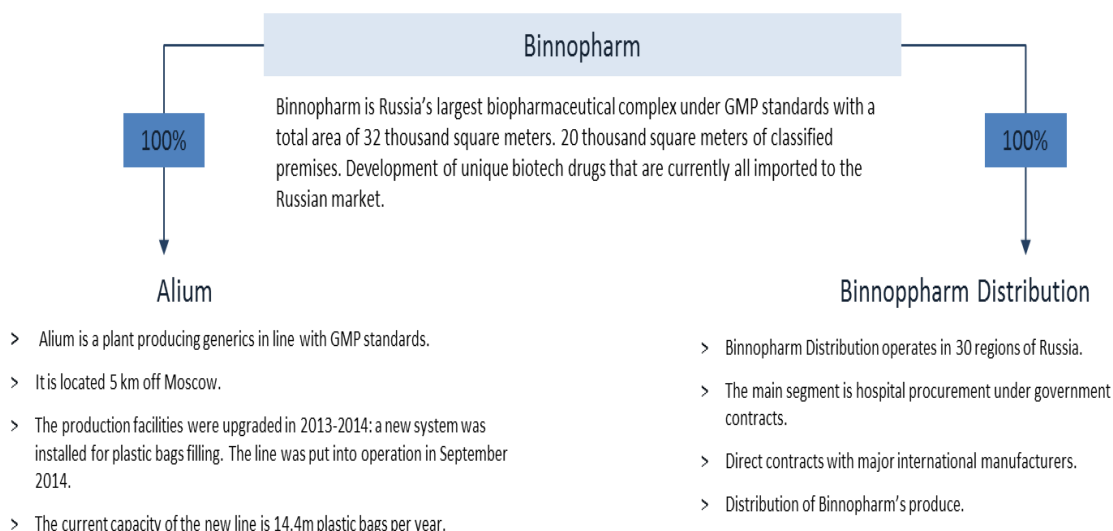 Binnopharm
Binnopharm is Russia's largest biopharmaceutical complex under GMP standards with a
total area of 32 thousand square meters. 20 thousand square meters of classified
premises. Development of unique biotech drugs that are currently all imported to the
Russian market.
100%
100%
Alium
> Alium is a plant producing generics in line with GMP standards.
> It is located 5 km off Moscow.
> The production facilities were upgraded in 2013-2014: a new system was
installed for plastic bags filling. The line was put into operation in September
2014.
> The current capacity of the new line is 14.4m plastic bags per year.
Binnoppharm Distribution
> Binnopharm Distribution operates in 30 regions of Russia.
> The main segment is hospital procurement under government
contracts.
> Direct contracts with major international manufacturers.
> Distribution of Binnopharm's produce.